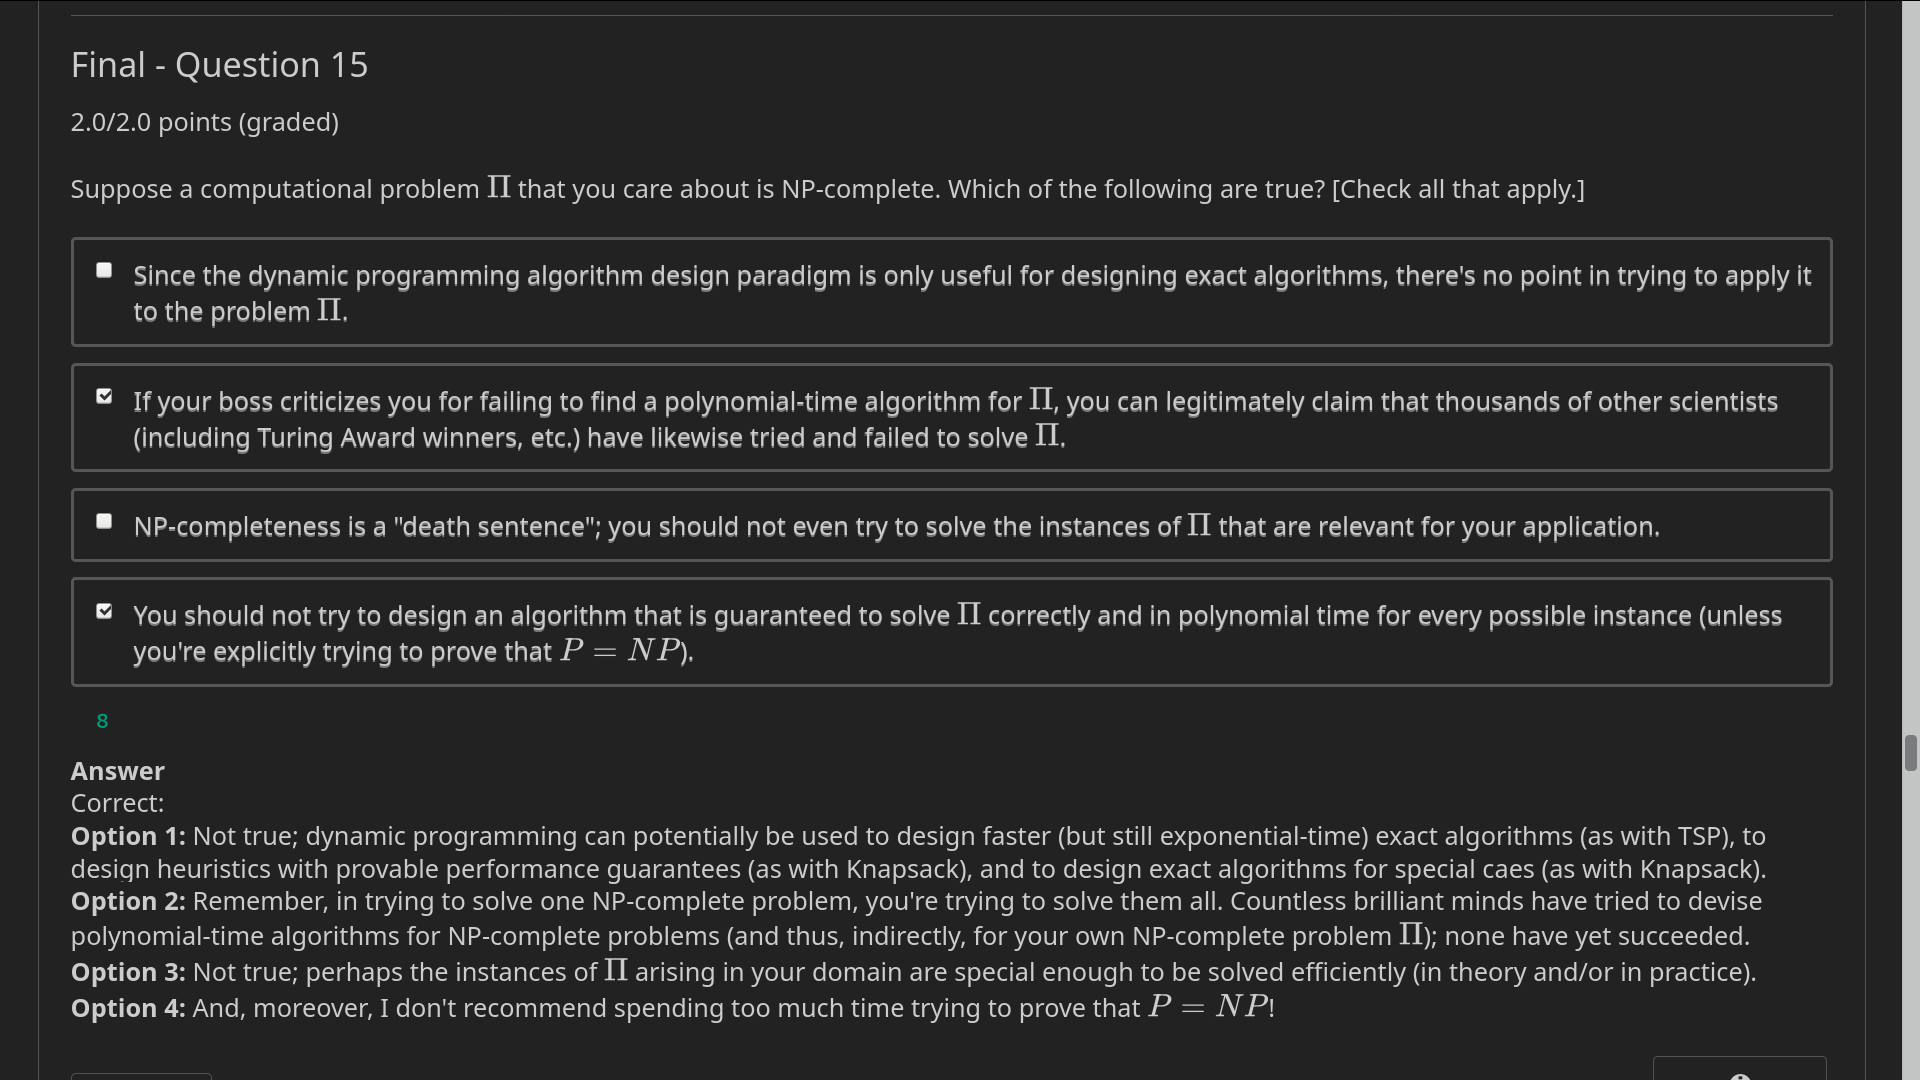 Final - Question 15
2.0/2.0 points (graded)
Suppose a computational problem Π that you care about is NP-complete. Which of the following are true? [Check all that apply.]
Since the dynamic programming algorithm design paradigm is only useful for designing exact algorithms, there's no point in trying to apply it
to the problem Π.
If your boss criticizes you for failing to find a polynomial-time algorithm for Π, you can legitimately claim that thousands of other scientists
(including Turing Award winners, etc.) have likewise tried and failed to solve Π.
NP-completeness is a "death sentence"; you should not even try to solve the instances of Π that are relevant for your application.
You should not try to design an algorithm that is guaranteed to solve Π correctly and in polynomial time for every possible instance (unless
you're explicitly trying to prove that P = NP).
8
Answer
Correct:
Option 1: Not true; dynamic programming can potentially be used to design faster (but still exponential-time) exact algorithms (as with TSP), to
design heuristics with provable performance guarantees (as with Knapsack), and to design exact algorithms for special caes (as with Knapsack).
Option 2: Remember, in trying to solve one NP-complete problem, you're trying to solve them all. Countless brilliant minds have tried to devise
polynomial-time algorithms for NP-complete problems (and thus, indirectly, for your own NP-complete problem Π); none have yet succeeded.
Option 3: Not true; perhaps the instances of Π arising in your domain are special enough to be solved efficiently (in theory and/or in practice).
Option 4: And, moreover, I don't recommend spending too much time trying to prove that P = NP!